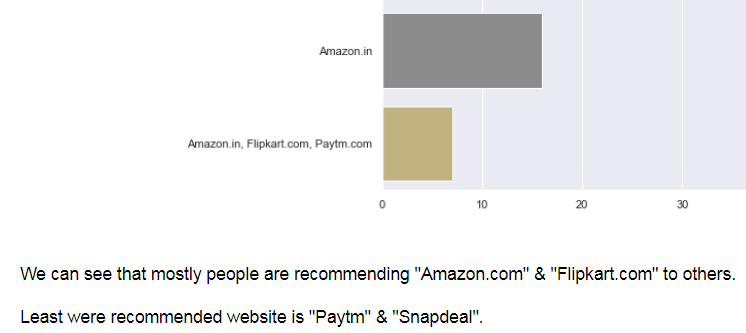 Amazon.in
Amazon.in, Flipkart.com, Paytm.com
0 10 20 30
We can see that mostly people are recommending "Amazon.com" & "Flipkart.com" to others.
Least were recommended website is "Paytm" & "Snapdeal".